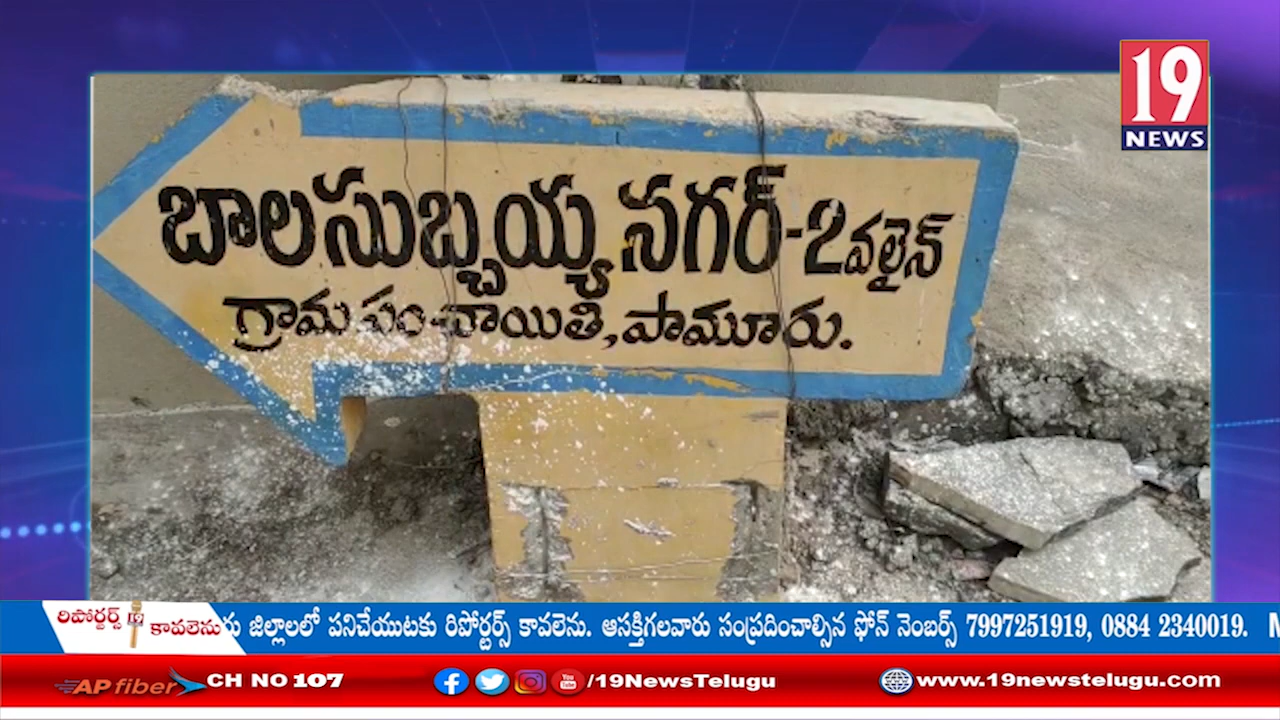 19
NEWS
బాలసుబ్బయ్య నగర్-2వలైన్
గ్రామ పంచాయితి, పామూరు.
రిపోర్టర్స్ కావలెను
రు జిల్లాలలో పనిచేయుటకు రిపోర్టర్స్ కావలెను. ఆసక్తిగలవారు సంప్రదించాల్సిన ఫోన్ నెంబర్స్ 7997251919, 0884 2340019.
AP fiber CH NO 107 /19NewsTelugu www.19newstelugu.com